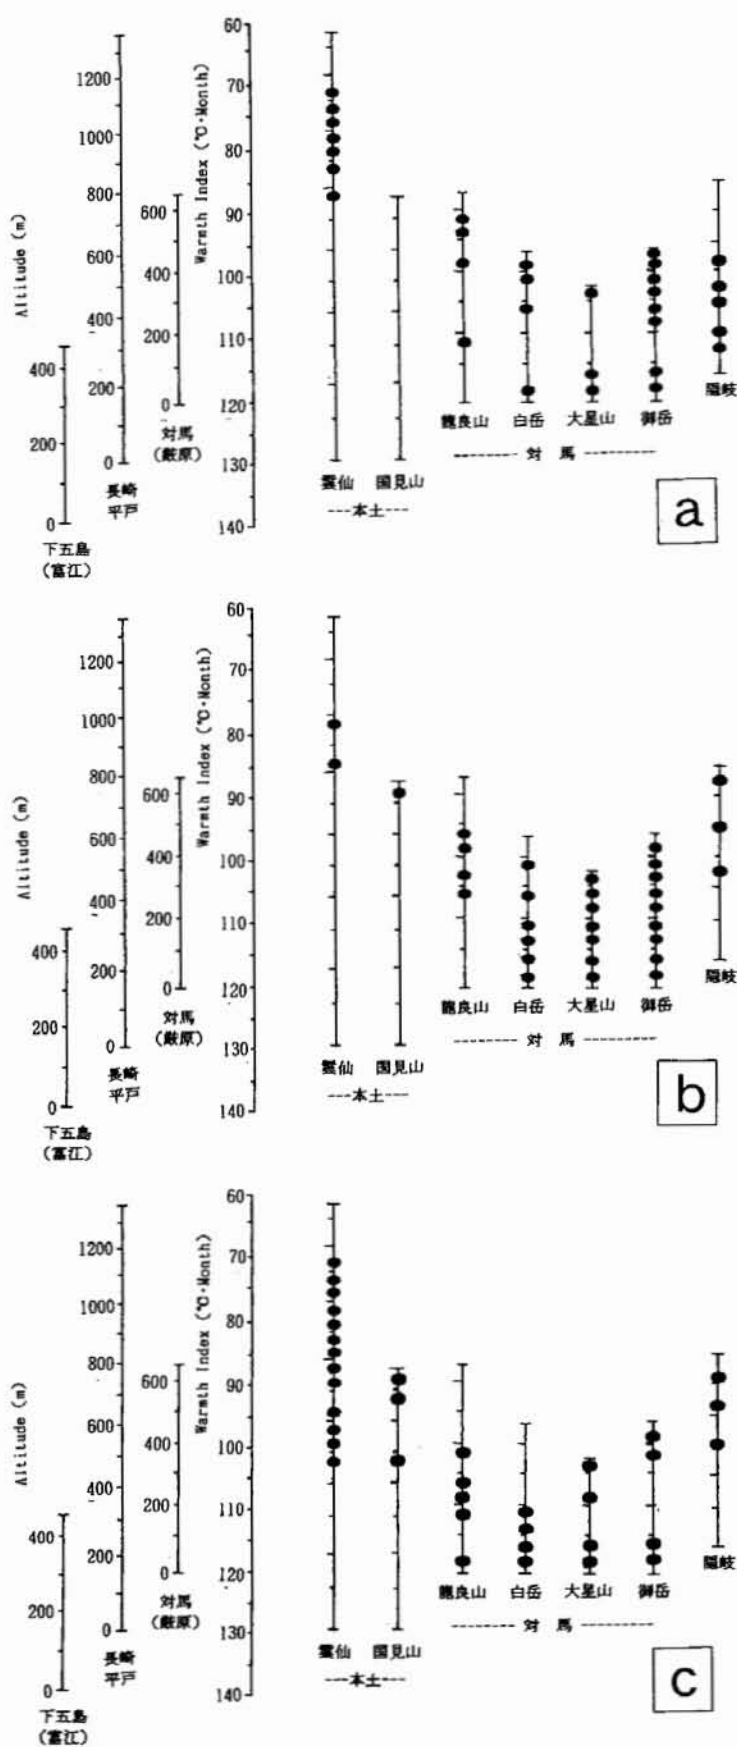 Altitude (m)
400
200
0
下五島
(富江)
1200
1000
800
600
400
200
0
長崎
平戸
600
400
200
0
対馬
(厳原)
Warmth Index (℃·Month)
60
70
80
90
100
110
120
130
140
雲仙
国見山
---本土---
龍良山
白岳
大星山
御岳
------ 対 馬 ------
隠岐
a
Altitude (m)
400
200
0
下五島
(富江)
1200
1000
800
600
400
200
0
長崎
平戸
600
400
200
0
対馬
(厳原)
Warmth Index (℃·Month)
60
70
80
90
100
110
120
130
140
雲仙
国見山
---本土---
龍良山
白岳
大星山
御岳
------ 対 馬 ------
隠岐
b
Altitude (m)
400
200
0
下五島
(富江)
1200
1000
800
600
400
200
0
長崎
平戸
600
400
200
0
対馬
(厳原)
Warmth Index (℃·Month)
60
70
80
90
100
110
120
130
140
雲仙
国見山
---本土---
龍良山
白岳
大星山
御岳
------ 対 馬 ------
隠岐
c